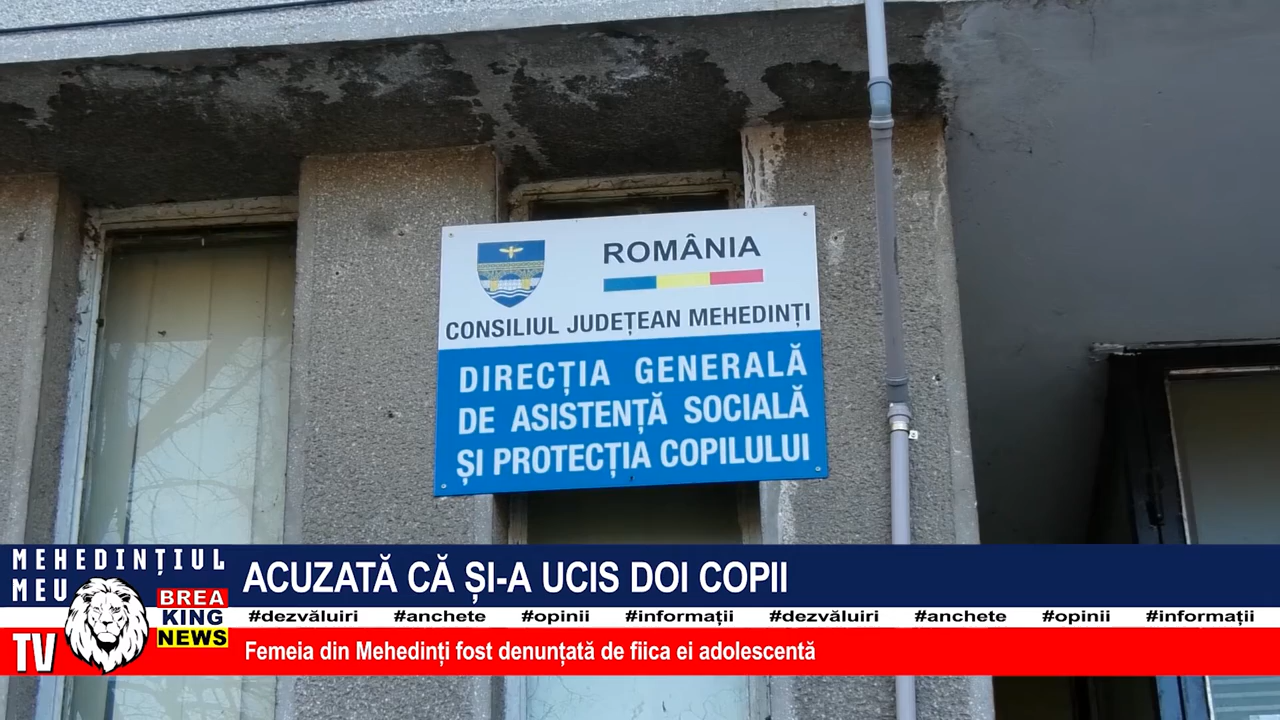 ROMÂNIA
CONSILIUL JUDEȚEAN MEHEDINȚI
DIRECȚIA GENERALĂ
DE ASISTENȚĂ SOCIALĂ
ȘI PROTECȚIA COPILULUI
MEHEDINȚIUL
MEU
TV
BREA
KING
NEWS
ACUZATĂ CĂ ȘI-A UCIS DOI COPII
#dezvăluiri #anchete #opinii #informații #dezvăluiri #anchete #opinii #informații
Femeia din Mehedinți fost denunțată de fiica ei adolescentă